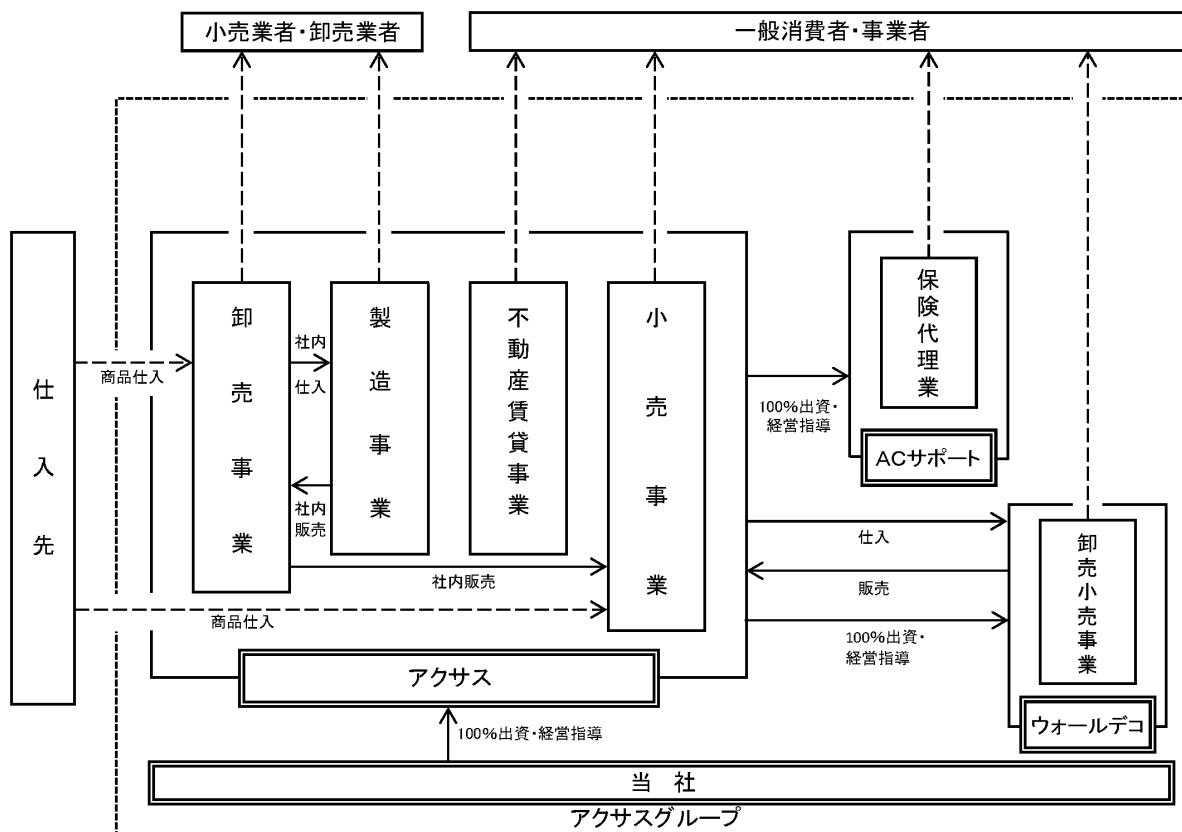 小売業者・卸売業者
一般消費者・事業者
仕入先
商品仕入
卸売事業
社内
仕入
製造事業
社内
販売
不動産賃貸事業
小売事業
社内販売
商品仕入
アクサス
100%出資・
経営指導
保険代理業
ACサポート
仕入
販売
100%出資・
経営指導
卸売小売事業
ウォールデコ
100%出資・経営指導
当社
アクサスグループ